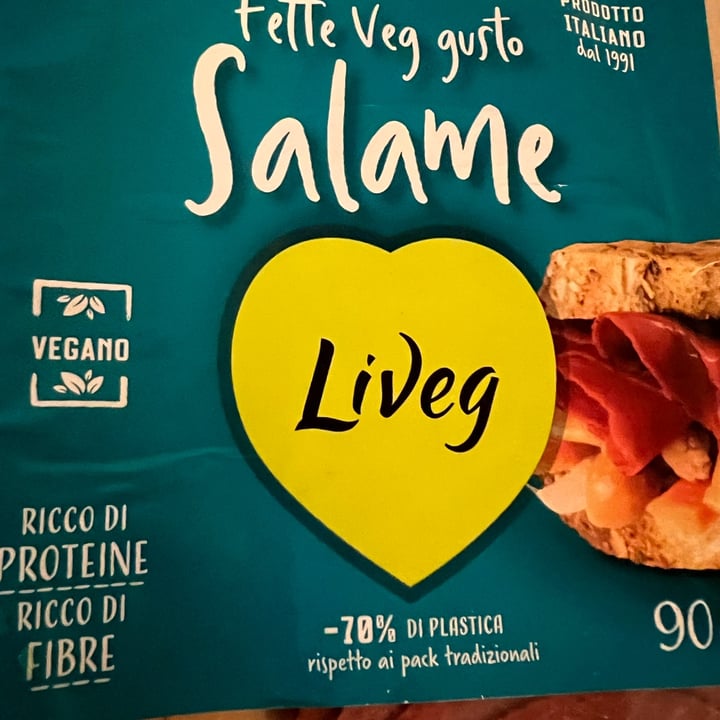 Fette Veg gusto
Salame
PRODOTTO
ITALIANO
dal 1991
VEGANO
Liveg
RICCO DI
PROTEINE
RICCO DI
FIBRE
-70% DI PLASTICA
rispetto ai pack tradizionali
90